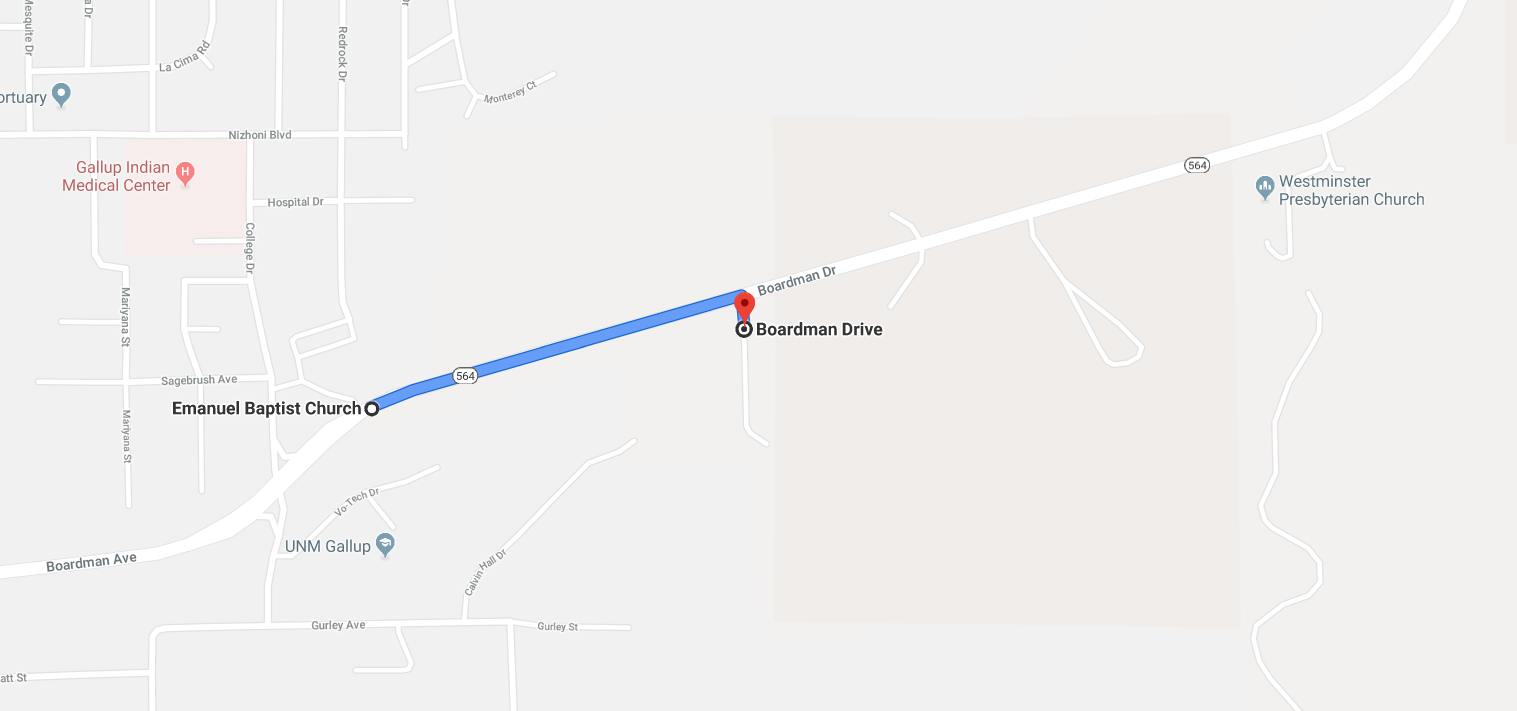 Mesquite Dr
a Dr
La Cima Rd
Redrock Dr
Dr
Monterey Ct
ortuary
Nizhoni Blvd
Gallup Indian
Medical Center
H
Hospital Dr
College Dr
564
Westminster
Presbyterian Church
Boardman Dr
Mariyana St
Boardman Drive
564
Sagebrush Ave
Emanuel Baptist Church
Mariyana St
Vo-Tech Dr
UNM Gallup
Calvin Hall Dr
Boardman Ave
Gurley Ave
Gurley St
att St